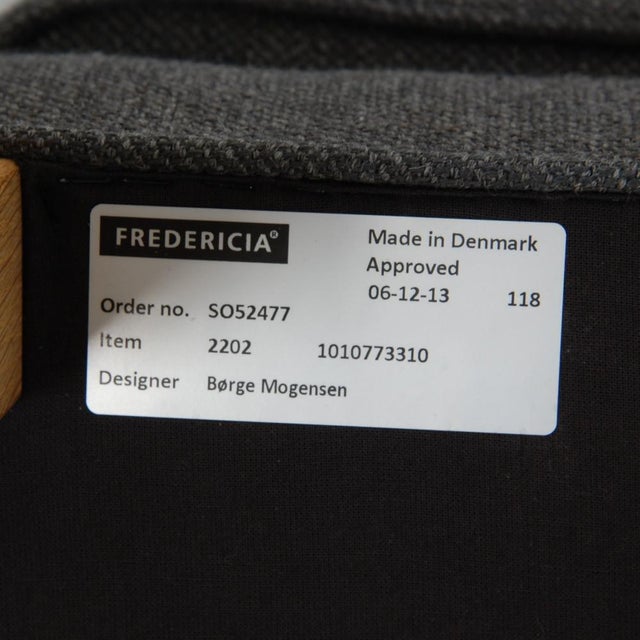 FREDERICIA®
Made in Denmark
Approved
06-12-13 118
Order no. SO52477
Item 2202 1010773310
Designer Børge Mogensen